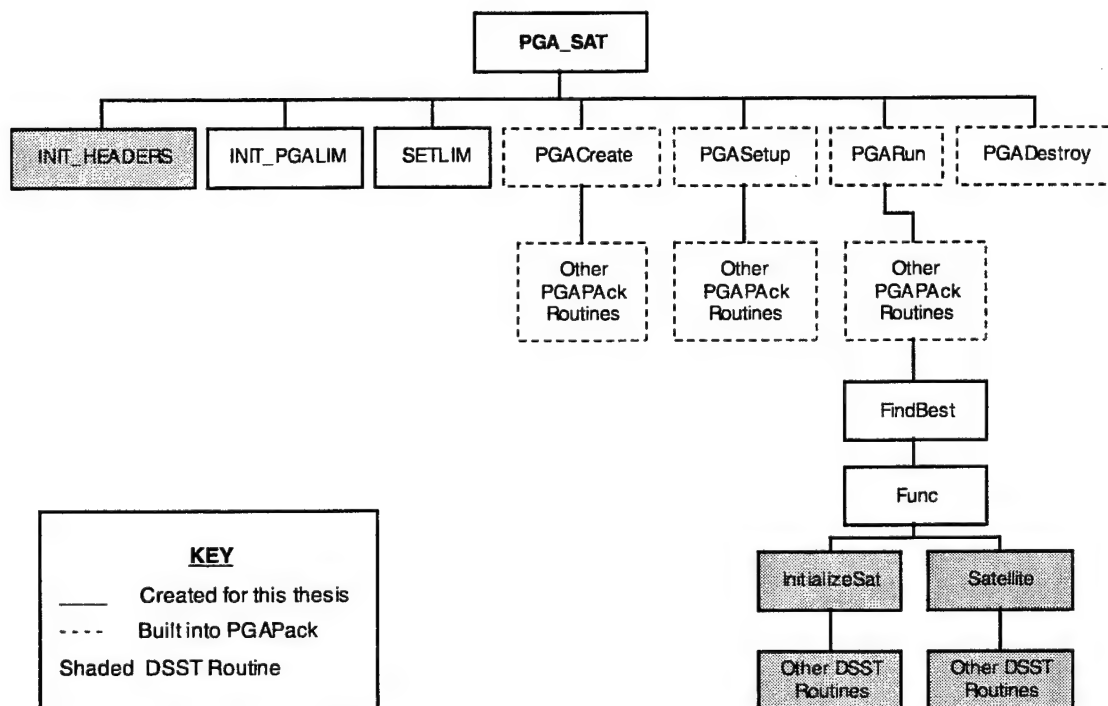 PGA_SAT
INIT_HEADERS
INIT_PGALIM
SETLIM
PGACreate
PGASetup
PGARun
PGADestroy
Other
PGAPAck
Routines
Other
PGAPAck
Routines
Other
PGAPAck
Routines
FindBest
Func
InitializeSat
Satellite
Other DSST
Routines
Other DSST
Routines
KEY
Created for this thesis
Built into PGAPack
Shaded DSST Routine